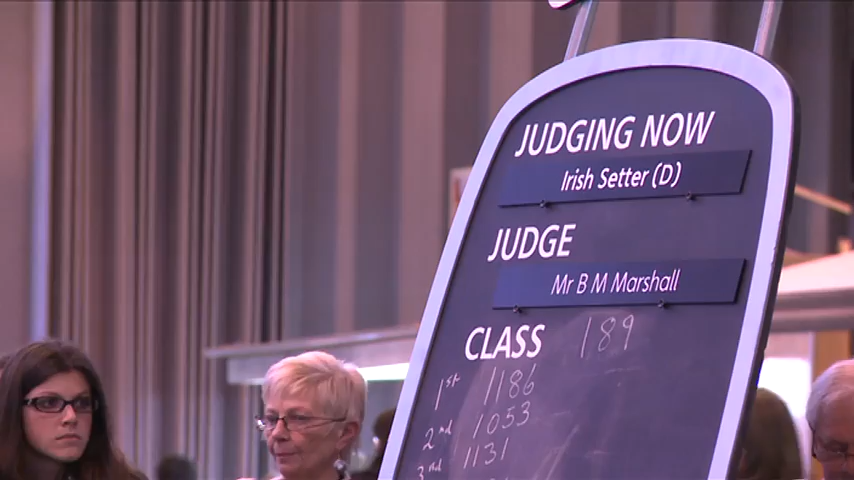 JUDGING NOW
Irish Setter (D)
JUDGE
Mr B M Marshall
CLASS 189
1st 1186
2nd 1053
3rd 1131